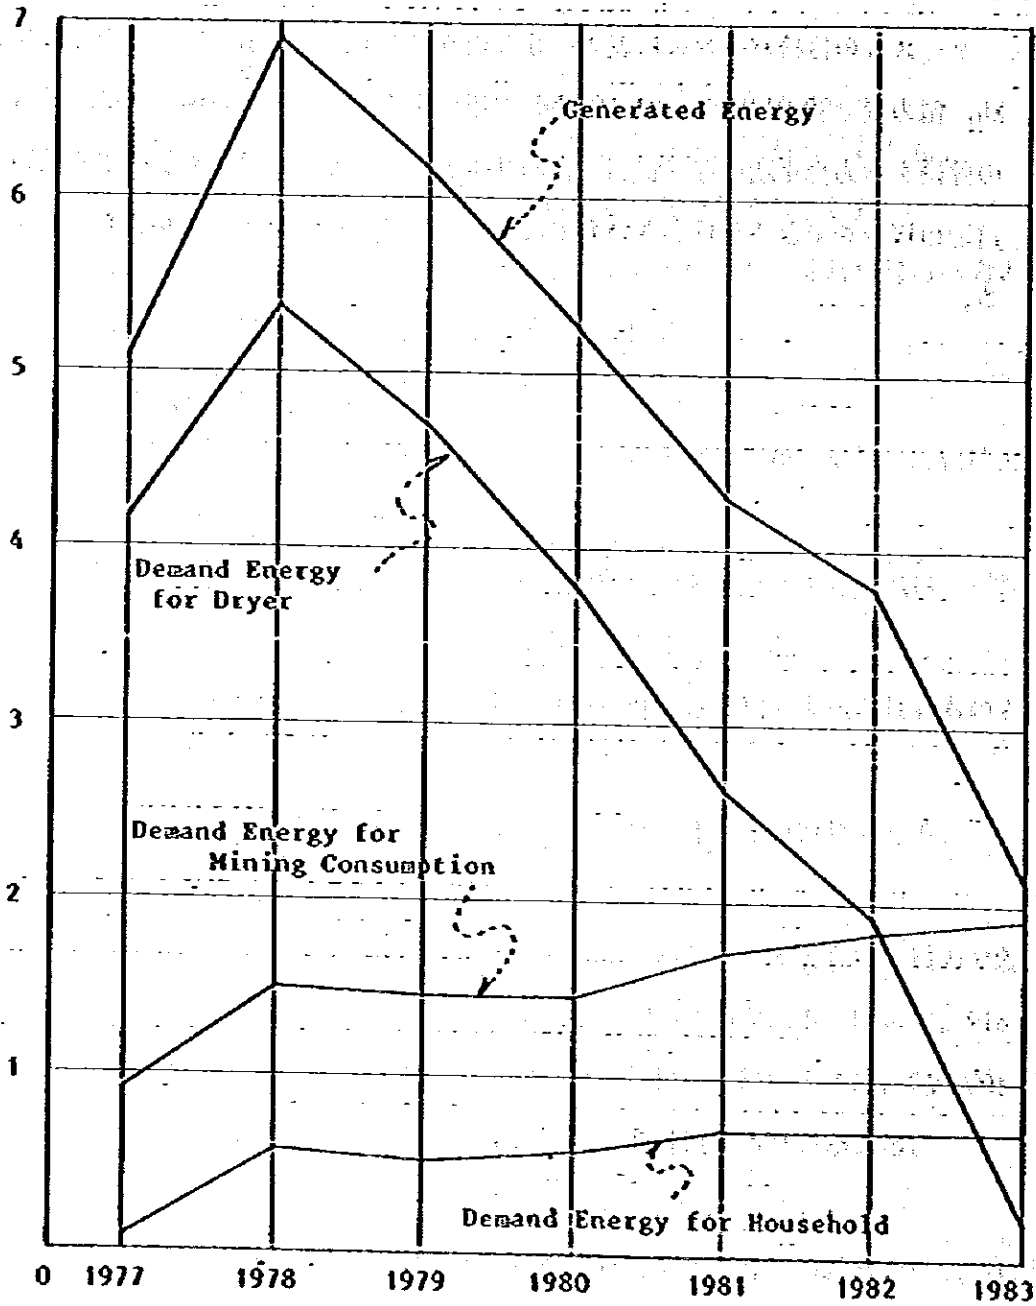 7
Generated Energy
6
5
4
Demand Energy
for Dryer
3
Demand Energy for
Mining Consumption
2
1
Demand Energy for Household
0 1977 1978 1979 1980 1981 1982 1983